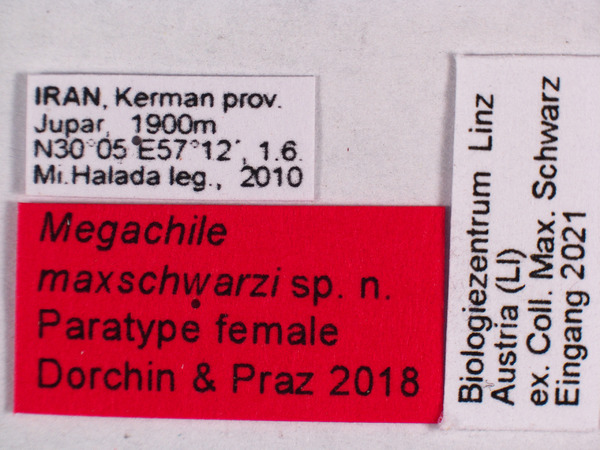 IRAN, Kerman prov.
Jupar, 1900m
N30°05' E57°12', 1.6.
Mi.Halada leg., 2010
Megachile
maxschwarzi sp. n.
Paratype female
Dorchin & Praz 2018
Biologiezentrum Linz
Austria (LI)
ex. Coll. Max. Schwarz
Eingang 2021